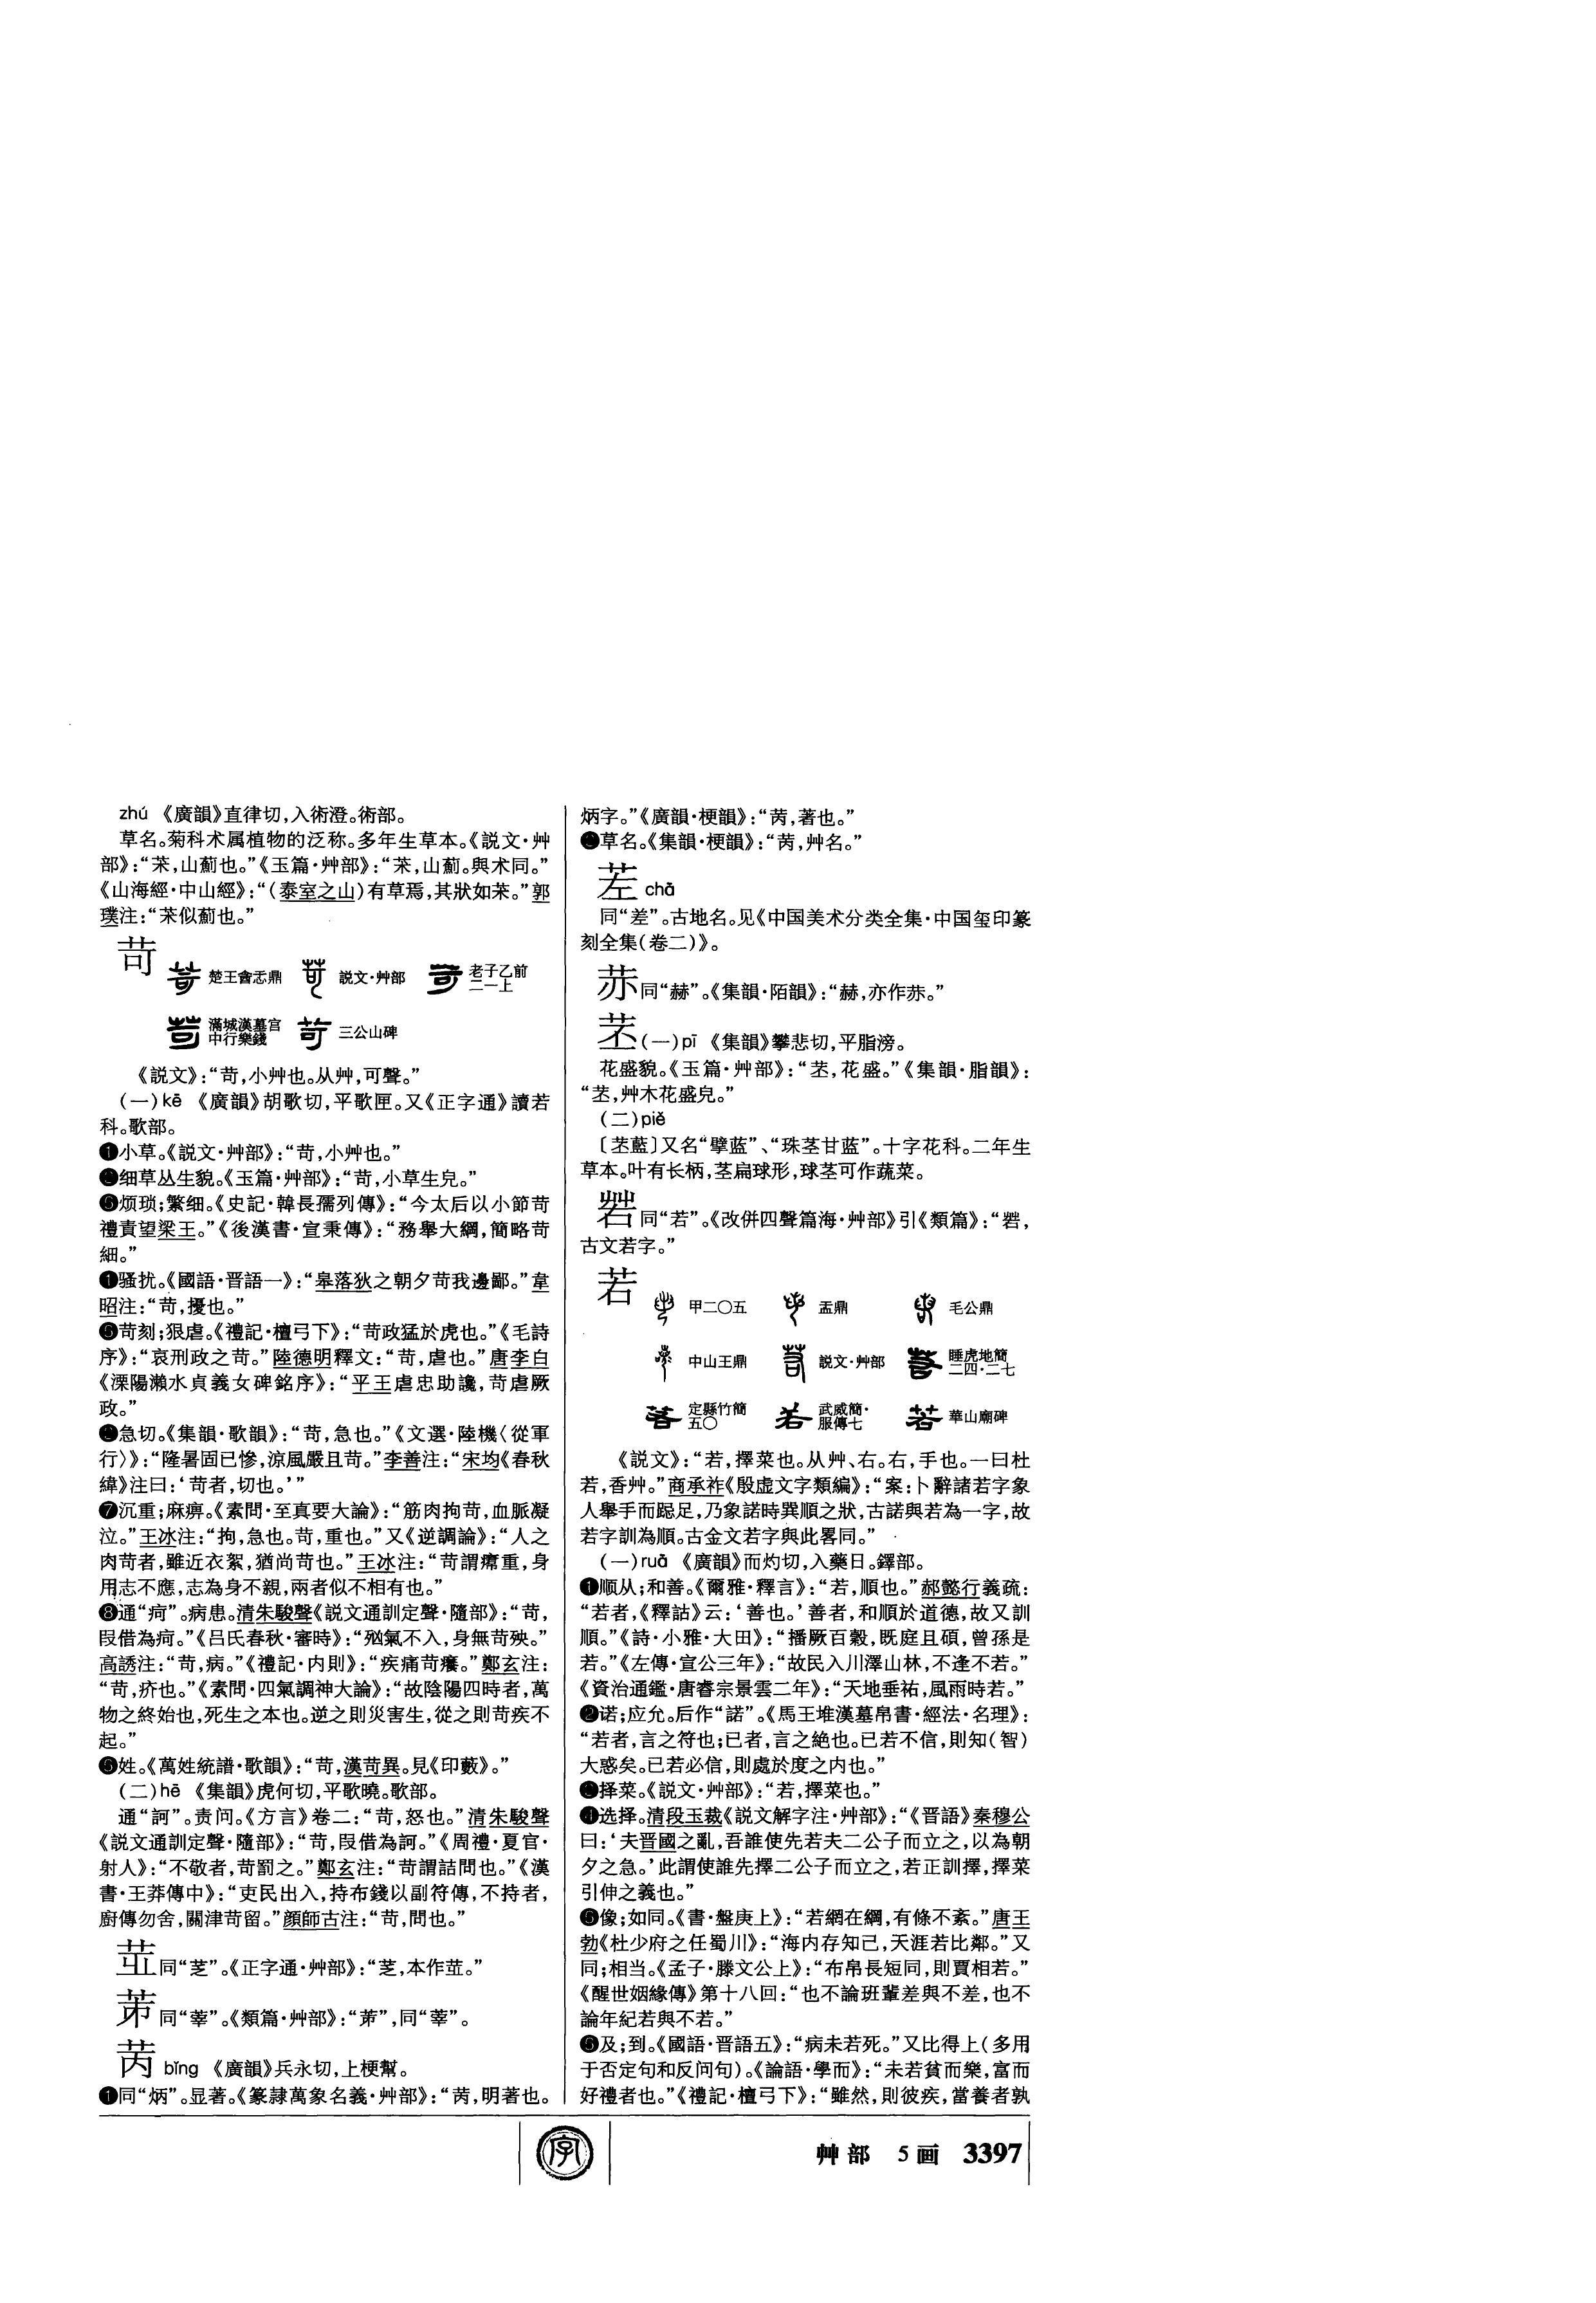 zhú 《廣韻》直律切,入術澄。術部。
草名。菊科术属植物的泛称。多年生草本。《説文·艸
部》:“茮,山薊也。”《玉篇·艸部》:“茮,山薊。與术同。”
《山海經·中山經》:“(泰室之山)有草焉,其狀如茮。”郭
璞注:“茮似薊也。”
苛
楚王酓忎鼎 説文·艸部 老子乙前二一上
滿城漢墓宫中行樂錢 三公山碑
《説文》:“苛,小艸也。从艸,可聲。”
(一)kē 《廣韻》胡歌切,平歌匣。又《正字通》讀若
科。歌部。
❶小草。《説文·艸部》:“苛,小艸也。”
❷细草丛生貌。《玉篇·艸部》:“苛,小草生皃。”
❸烦琐;繁细。《史記·韓長孺列傳》:“今太后以小節苛
禮責望梁王。”《後漢書·宣秉傳》:“務舉大綱,簡略苛
細。”
❹骚扰。《國語·晋語一》:“皋落狄之朝夕苛我邊鄙。”韋
昭注:“苛,擾也。”
❺苛刻;狠虐。《禮記·檀弓下》:“苛政猛於虎也。”《毛詩
序》:“哀刑政之苛。”陸德明釋文:“苛,虐也。”唐李白
《溧陽瀨水貞義女碑銘序》:“平王虐忠助讒,苛虐厥
政。”
❻急切。《集韻·歌韻》:“苛,急也。”《文選·陸機〈從軍
行〉》:“隆暑固已慘,涼風嚴且苛。”李善注:“宋均《春秋
緯》注曰:‘苛者,切也。’”
❼沉重;麻痹。《素問·至真要大論》:“筋肉拘苛,血脈凝
泣。”王冰注:“拘,急也。苛,重也。”又《逆調論》:“人之
肉苛者,雖近衣絮,猶尚苛也。”王冰注:“苛謂𤸷重,身
用志不應,志為身不親,兩者似不相有也。”
❽通“疴”。病患。清朱駿聲《説文通訓定聲·隨部》:“苛,
叚借為疴。”《吕氏春秋·審時》:“㓙氣不入,身無苛殃。”
高誘注:“苛,病。”《禮記·内則》:“疾痛苛癢。”鄭玄注:
“苛,疥也。”《素問·四氣調神大論》:“故陰陽四時者,萬
物之終始也,死生之本也。逆之則災害生,從之則苛疾不
起。”
❾姓。《萬姓統譜·歌韻》:“苛,漢苛異。見《印藪》。”
(二)hē 《集韻》虎何切,平歌曉。歌部。
通“訶”。责问。《方言》卷二:“苛,怒也。”清朱駿聲
《説文通訓定聲·隨部》:“苛,叚借為訶。”《周禮·夏官·
射人》:“不敬者,苛罰之。”鄭玄注:“苛謂詰問也。”《漢
書·王莽傳中》:“吏民出入,持布錢以副符傳,不持者,
廚傳勿舍,關津苛留。”顔師古注:“苛,問也。”
䒨同“芝”。《正字通·艸部》:“芝,本作䒨。”
同“莘”。《類篇·艸部》:“”,同“莘”。
苪 bǐng 《廣韻》兵永切,上梗幫。
❶同“炳”。显著。《篆隷萬象名義·艸部》:“苪,明著也。
炳字。”《廣韻·梗韻》:“苪,著也。”
❷草名。《集韻·梗韻》:“苪,艸名。”
chā
同“差”。古地名。见《中国美术分类全集·中国玺印篆
刻全集(卷二)》。
同“赫”。《集韻·陌韻》:“赫,亦作。”
苤(一)pī 《集韻》攀悲切,平脂滂。
花盛貌。《玉篇·艸部》:“苤,花盛。”《集韻·脂韻》:
“苤,艸木花盛皃。”
(二)piě
〔苤藍〕又名“擘蓝”、“珠茎甘蓝”。十字花科。二年生
草本。叶有长柄,茎扁球形,球茎可作蔬菜。
同“若”。《改併四聲篇海·艸部》引《類篇》:“,
古文若字。”
若
甲二〇五 盂鼎 毛公鼎
中山王鼎 説文·艸部 睡虎地簡二四·二七
定縣竹簡五〇 武威簡·服傳七 華山廟碑
《説文》:“若,擇菜也。从艸、右。右,手也。一曰杜
若,香艸。”商承祚《殷虚文字類編》:“案:卜辭諸若字象
人舉手而跽足,乃象諾時巽順之狀,古諾與若為一字,故
若字訓為順。古金文若字與此畧同。”
(一)ruò 《廣韻》而灼切,入藥日。鐸部。
❶顺从;和善。《爾雅·釋言》:“若,順也。”郝懿行義疏:
“若者,《釋詁》云:‘善也。’善者,和順於道德,故又訓
順。”《詩·小雅·大田》:“播厥百穀,既庭且碩,曾孫是
若。”《左傳·宣公三年》:“故民入川澤山林,不逢不若。”
《資治通鑑·唐睿宗景雲二年》:“天地垂祐,風雨時若。”
❷诺;应允。后作“諾”。《馬王堆漢墓帛書·經法·名理》:
“若者,言之符也;已者,言之絶也。已若不信,則知(智)
大惑矣。已若必信,則處於度之内也。”
❸择菜。《説文·艸部》:“若,擇菜也。”
❹选择。清段玉裁《説文解字注·艸部》:“《晋語》秦穆公
曰:‘夫晋國之亂,吾誰使先若夫二公子而立之,以為朝
夕之急。’此謂使誰先擇二公子而立之,若正訓擇,擇菜
引伸之義也。”
❺像;如同。《書·盤庚上》:“若網在綱,有條不紊。”唐王
勃《杜少府之任蜀川》:“海内存知己,天涯若比鄰。”又
同;相当。《孟子·滕文公上》:“布帛長短同,則賈相若。”
《醒世姻緣傳》第十八回:“也不論班輩差與不差,也不
論年紀若與不若。”
❻及;到。《國語·晋語五》:“病未若死。”又比得上(多用
于否定句和反问句)。《論語·學而》:“未若貧而樂,富而
好禮者也。”《禮記·檀弓下》:“雖然,則彼疾,當養者孰
字
艸部 5画 3397